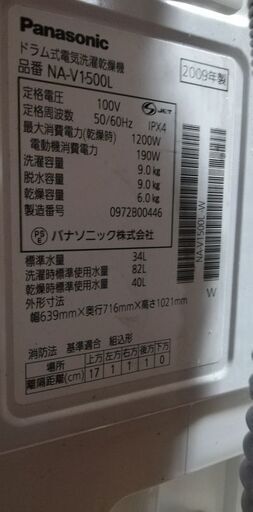 Panasonic
ドラム式電気洗濯乾燥機
品番 NA-V1500L
2009年製
定格電圧 100V
JET
定格周波数 50/60Hz IPX4
最大消費電力(乾燥時) 1200W
電動機消費電力 190W
洗濯容量 9.0kg
脱水容量 9.0kg
乾燥容量 6.0kg
製造番号 0972800446
PSE パナソニック株式会社
NA-V1500L-W
W
標準水量 34L
洗濯時標準使用水量 82L
乾燥時標準使用水量 40L
外形寸法
幅639mm×奥行716mm×高さ1021mm
消防法 基準適合 組込形
場所 上方 左方 右方 後方 下方
離隔距離(cm) 17 1 1 1 0